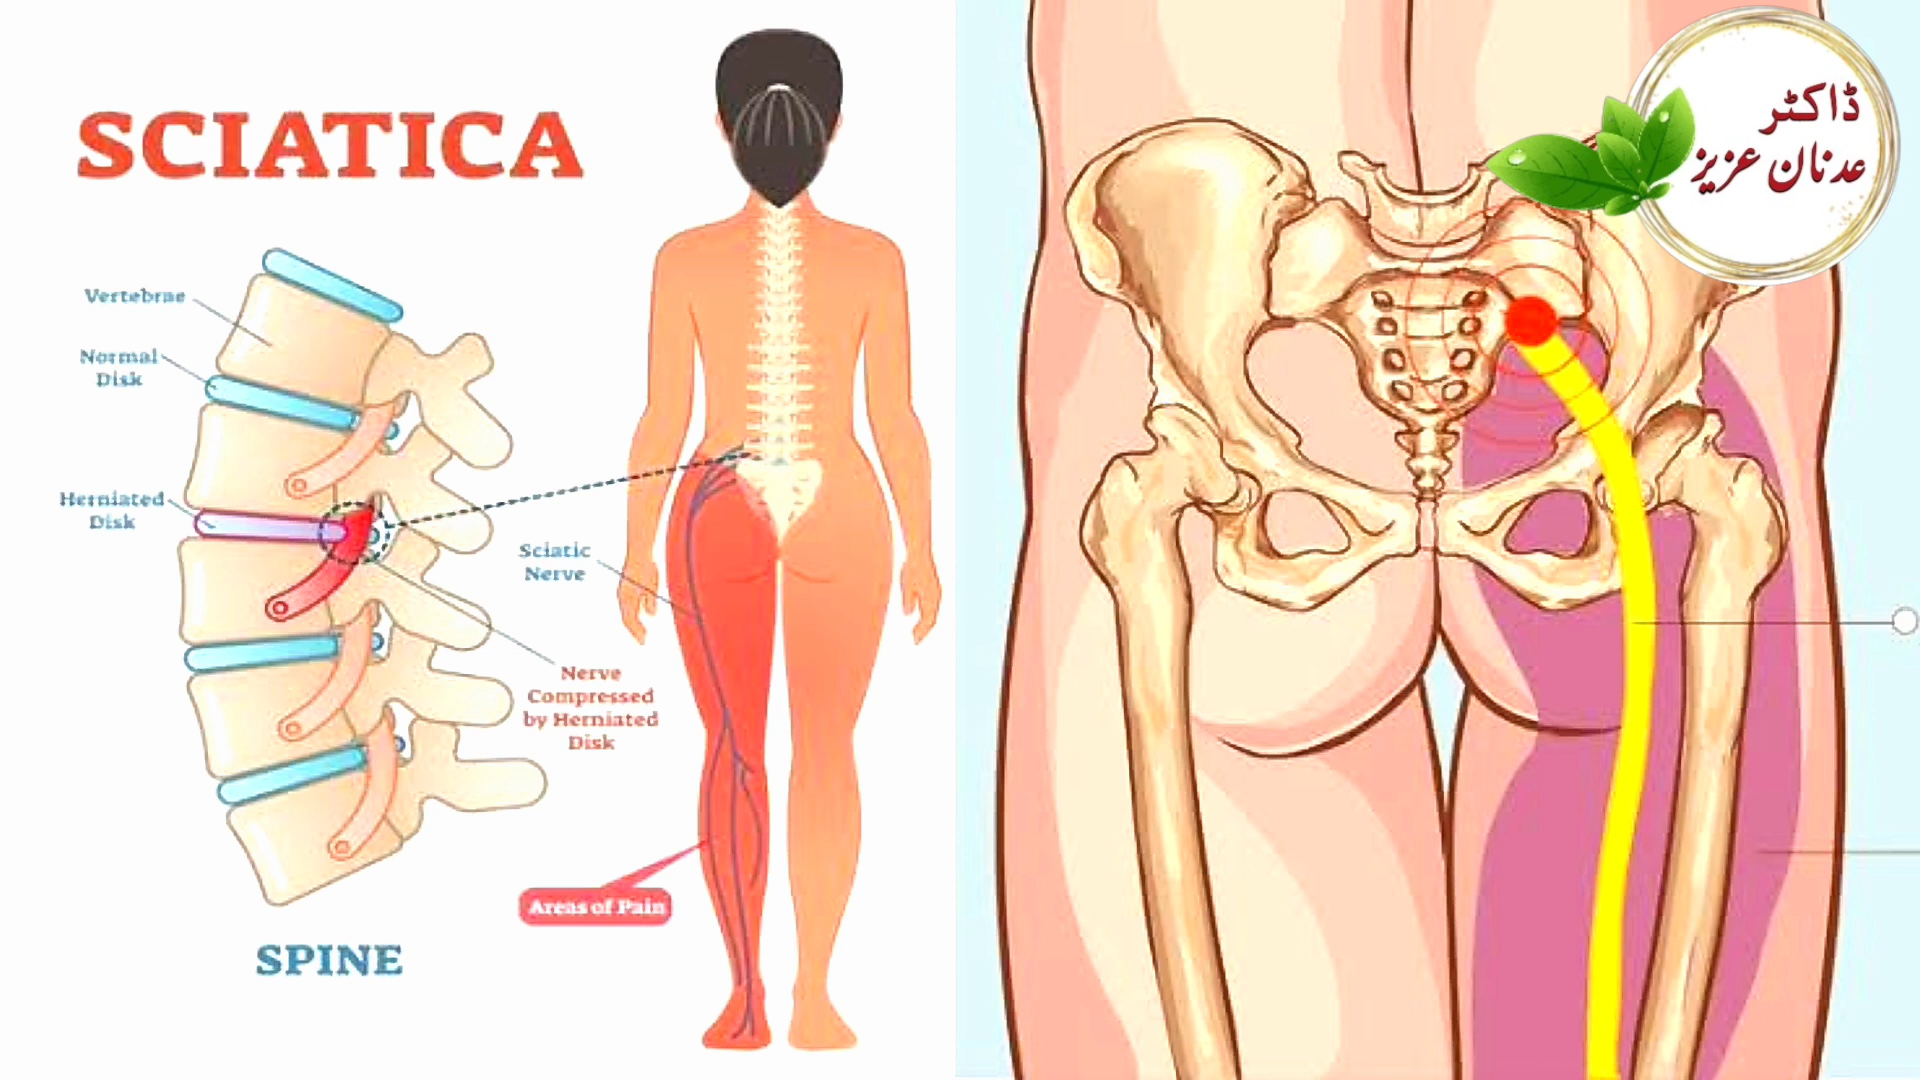 SCIATICA
Vertebrae
Normal
Disk
Herniated
Disk
Sciatic
Nerve
Nerve
Compressed
by Herniated
Disk
Areas of Pain
SPINE
ڈاکٹر
عدنان عزیز